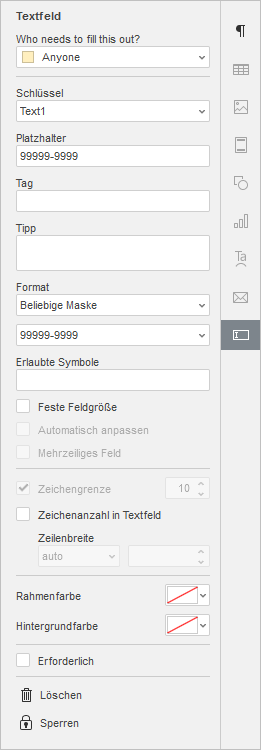 Textfeld
Who needs to fill this out?
Anyone
Schlüssel
Text1
Platzhalter
99999-9999
Tag
Tipp
Format
Beliebige Maske
99999-9999
Erlaubte Symbole
Feste Feldgröße
Automatisch anpassen
Mehrzeiliges Feld
Zeichengrenze 10
Zeichenanzahl in Textfeld
Zeilenbreite
auto
Rahmenfarbe
Hintergrundfarbe
Erforderlich
Löschen
Sperren
Ta